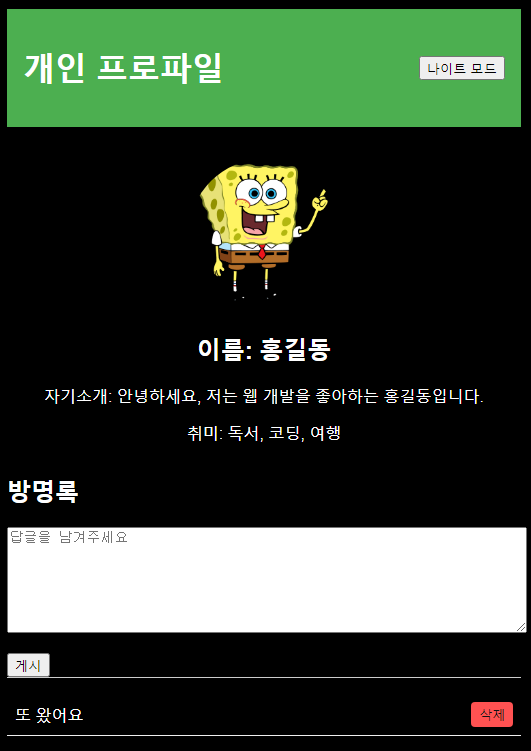 개인 프로파일
나이트 모드
이름: 홍길동
자기소개: 안녕하세요, 저는 웹 개발을 좋아하는 홍길동입니다.
취미: 독서, 코딩, 여행
방명록
답글을 남겨주세요
게시
또 왔어요
삭제